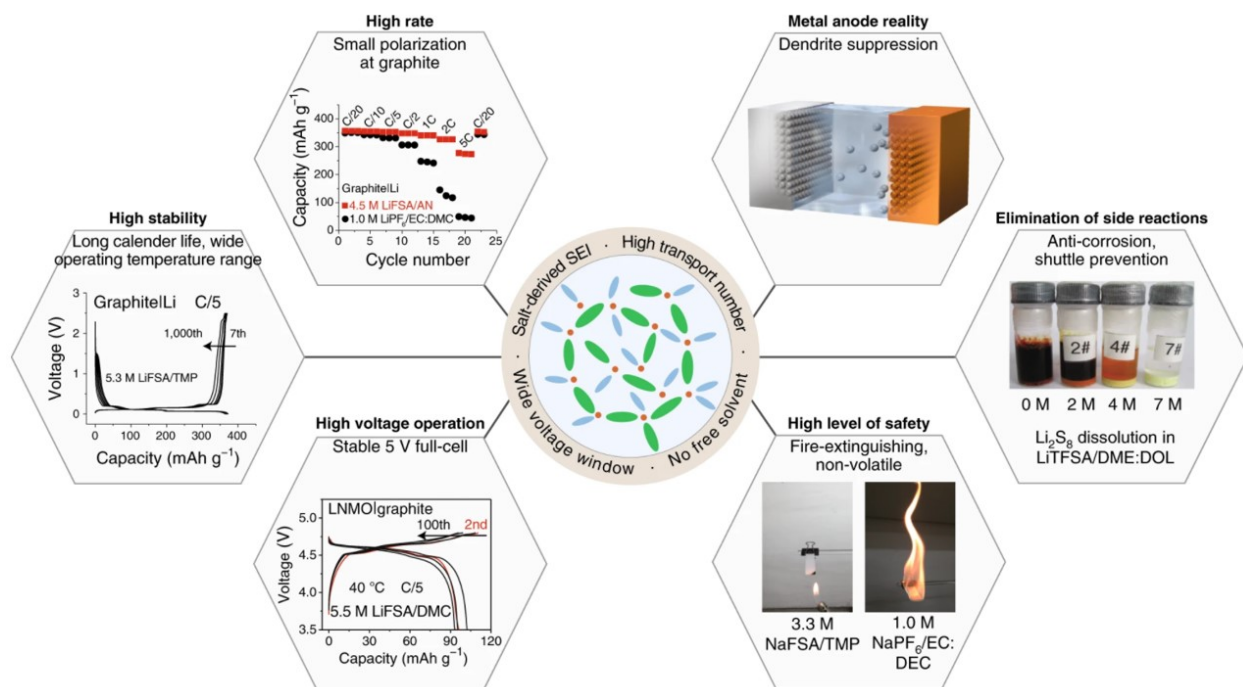 High rate
Small polarization
at graphite
C/20
C/10
C/5
C/2
1C
2C
5C
C/20
Capacity (mAh g⁻¹)
400
300
200
100
0
Graphite|Li
4.5 M LiFSA/AN
1.0 M LiPF₆/EC:DMC
0 5 10 15 20 25
Cycle number
Metal anode reality
Dendrite suppression
High stability
Long calender life, wide
operating temperature range
Graphite|Li C/5
1,000th 7th
5.3 M LiFSA/TMP
Voltage (V)
3
2
1
0
0 100 200 300 400
Capacity (mAh g⁻¹)
Salt-derived SEI · High transport number ·
Wide voltage window · No free solvent ·
Elimination of side reactions
Anti-corrosion,
shuttle prevention
2# 4# 7#
0 M 2 M 4 M 7 M
Li₂S₈ dissolution in
LiTFSA/DME:DOL
High voltage operation
Stable 5 V full-cell
LNMO|graphite
100th 2nd
40 °C C/5
5.5 M LiFSA/DMC
Voltage (V)
5.0
4.5
4.0
3.5
0 30 60 90 120
Capacity (mAh g⁻¹)
High level of safety
Fire-extinguishing,
non-volatile
3.3 M
NaFSA/TMP
1.0 M
NaPF₆/EC:
DEC